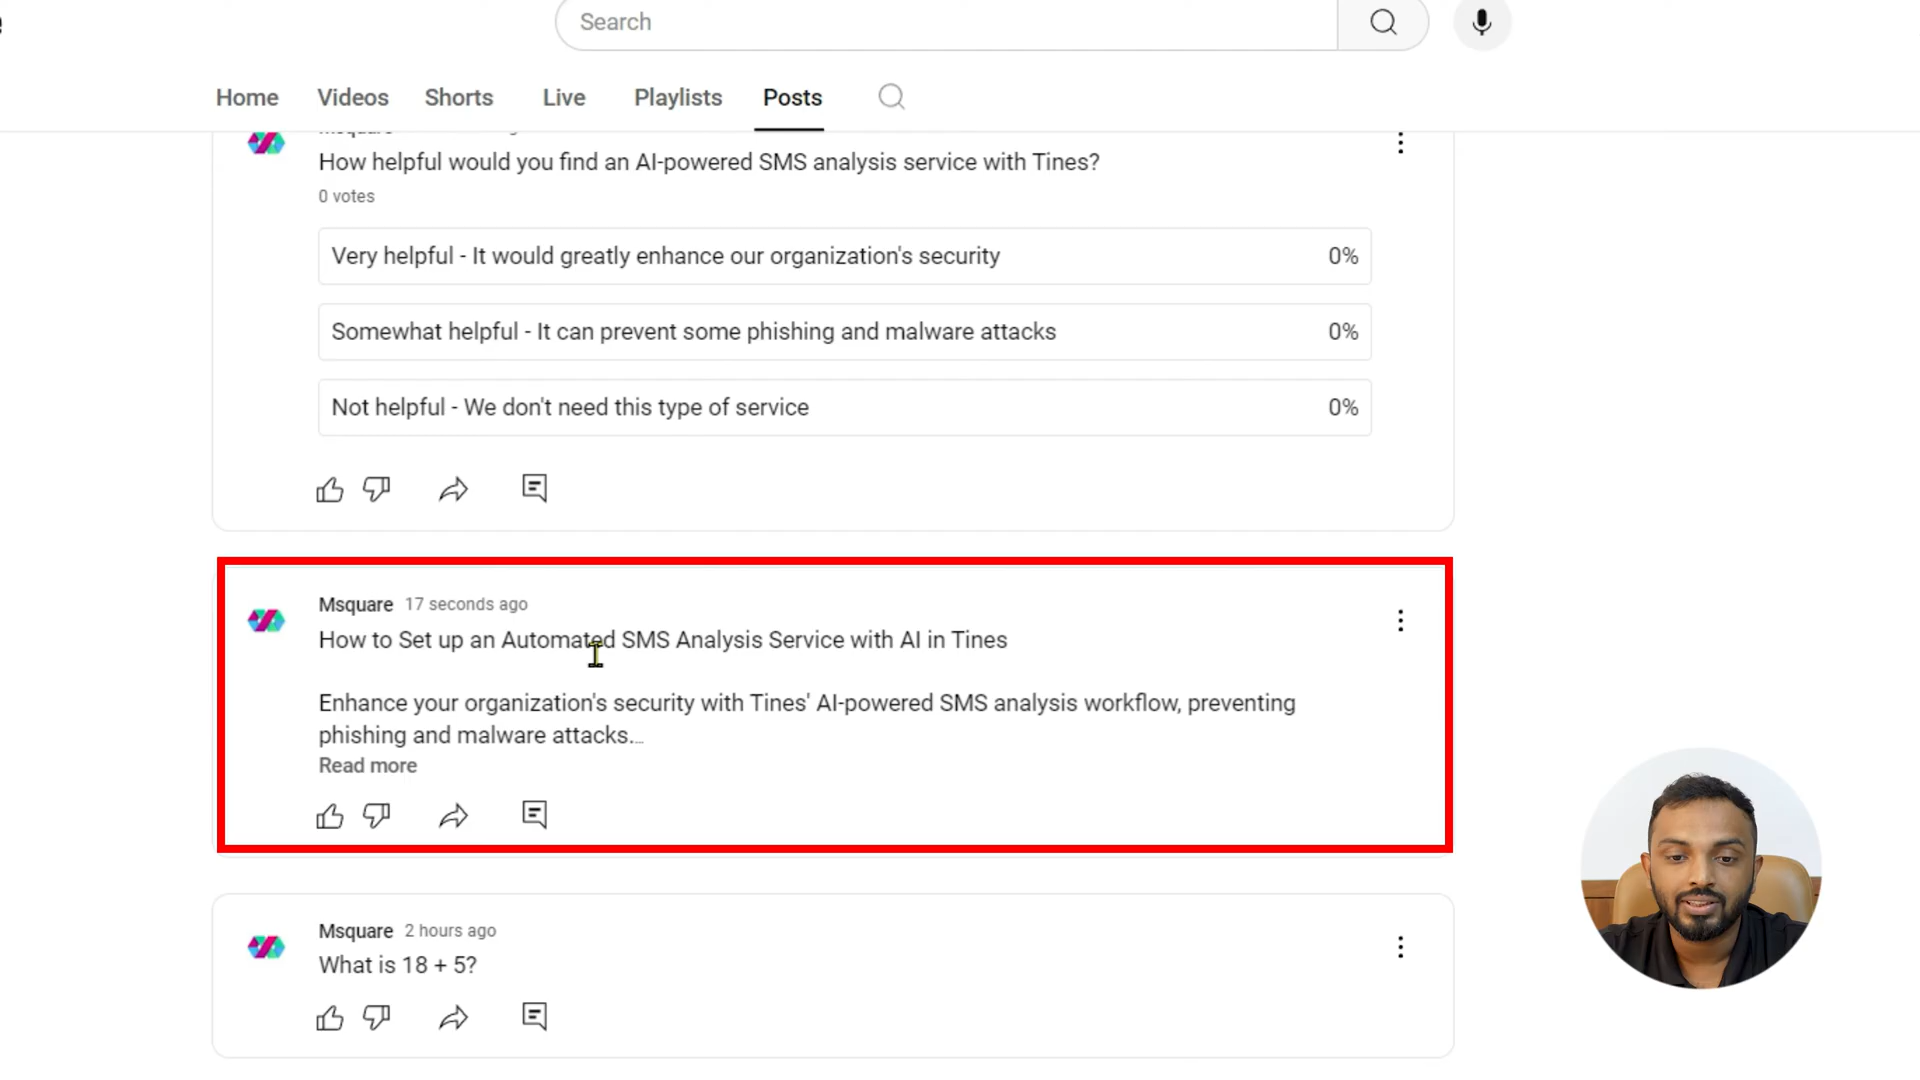 Search
Home Videos Shorts Live Playlists Posts
How helpful would you find an AI-powered SMS analysis service with Tines?
0 votes
Very helpful - It would greatly enhance our organization's security 0%
Somewhat helpful - It can prevent some phishing and malware attacks 0%
Not helpful - We don't need this type of service 0%
Msquare 17 seconds ago
How to Set up an Automated SMS Analysis Service with AI in Tines
Enhance your organization's security with Tines' AI-powered SMS analysis workflow, preventing
phishing and malware attacks...
Read more
Msquare 2 hours ago
What is 18 + 5?